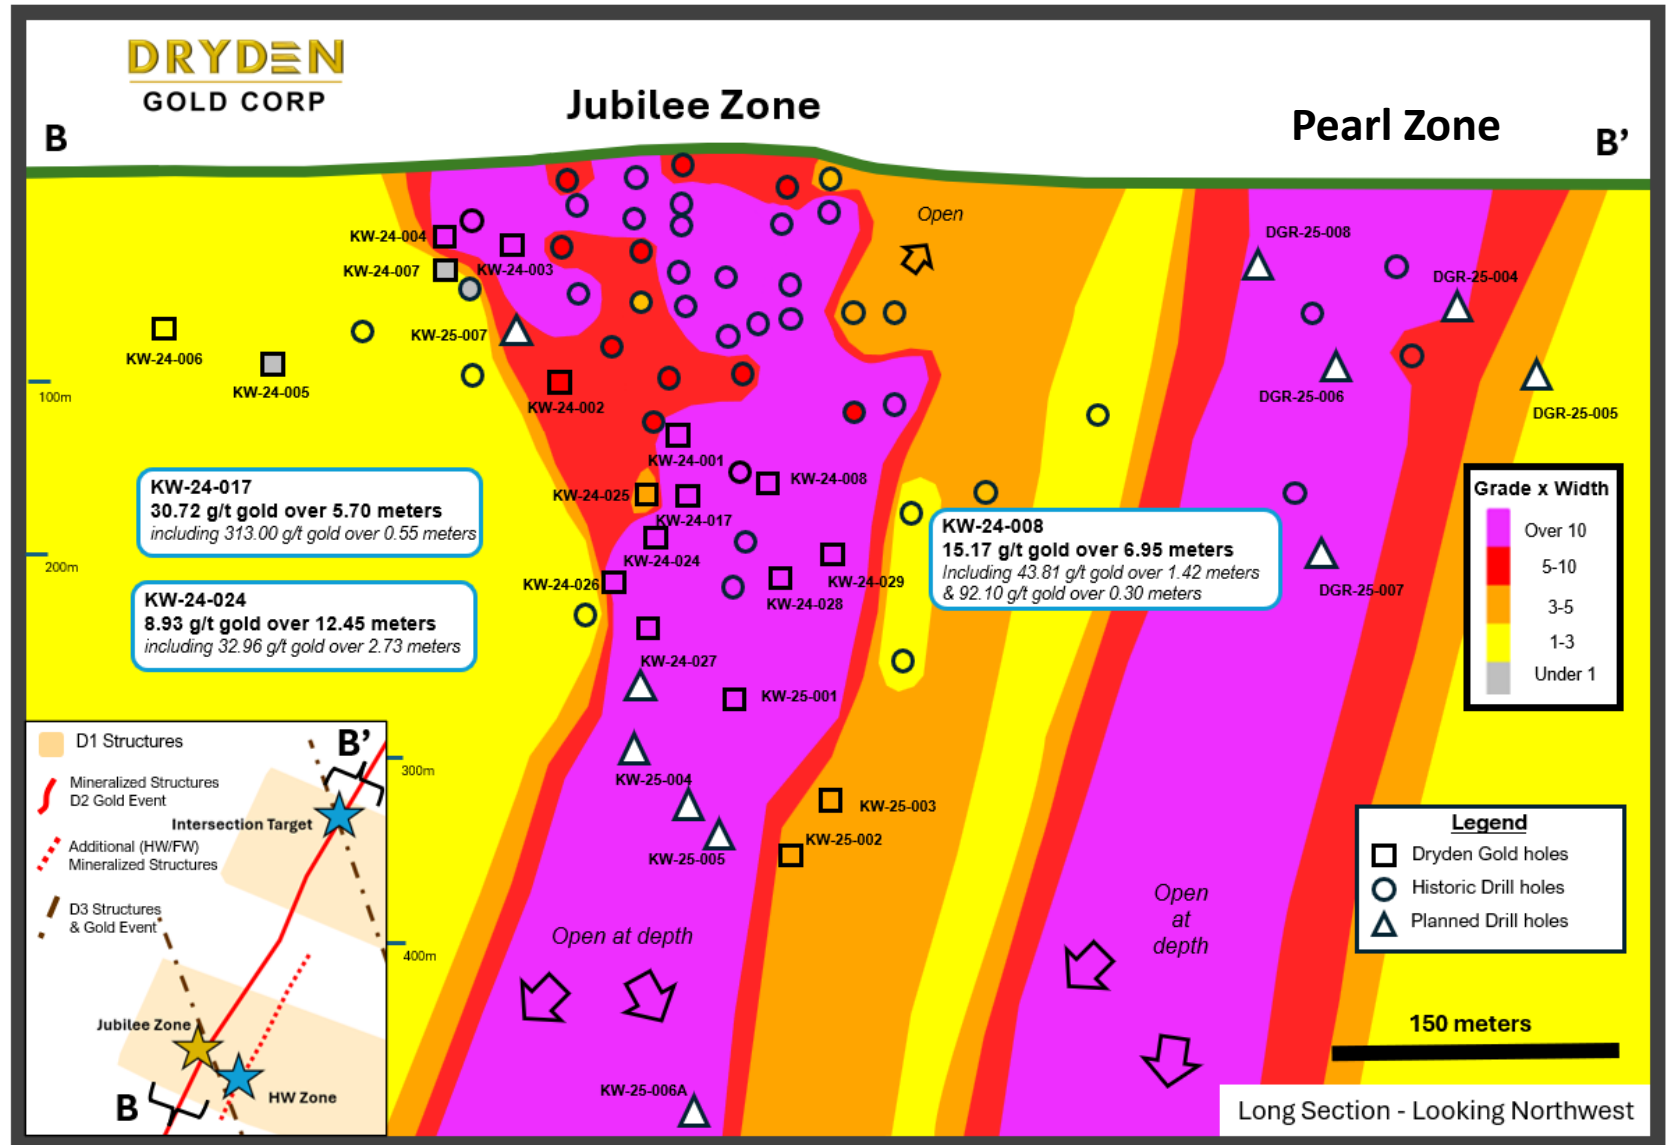 DRYDEN
GOLD CORP
Jubilee Zone
Pearl Zone
B
B’
Open
KW-24-004
KW-24-007
KW-24-003
KW-25-007
KW-24-006
KW-24-005
KW-24-002
100m
DGR-25-008
DGR-25-004
DGR-25-006
DGR-25-005
KW-24-001
KW-24-008
KW-24-025
KW-24-017
KW-24-024
KW-24-026
KW-24-029
KW-24-028
KW-24-027
KW-25-001
DGR-25-007
KW-24-017
30.72 g/t gold over 5.70 meters
including 313.00 g/t gold over 0.55 meters
200m
KW-24-024
8.93 g/t gold over 12.45 meters
including 32.96 g/t gold over 2.73 meters
KW-24-008
15.17 g/t gold over 6.95 meters
Including 43.81 g/t gold over 1.42 meters
& 92.10 g/t gold over 0.30 meters
Grade x Width
Over 10
5-10
3-5
1-3
Under 1
300m
KW-25-004
KW-25-003
KW-25-002
KW-25-005
400m
Open at depth
Open
at
depth
KW-25-006A
Legend
Dryden Gold holes
Historic Drill holes
Planned Drill holes
150 meters
Long Section - Looking Northwest
D1 Structures
Mineralized Structures
D2 Gold Event
Additional (HW/FW)
Mineralized Structures
D3 Structures
& Gold Event
B’
Intersection Target
Jubilee Zone
HW Zone
B